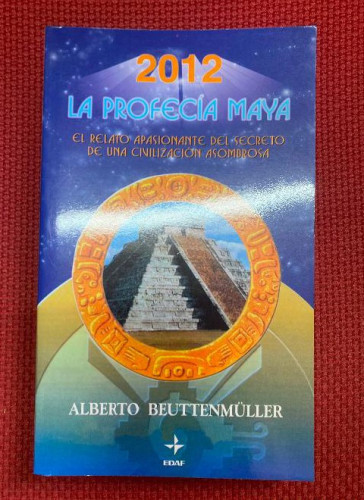 2012
LA PROFECÍA MAYA
EL RELATO APASIONANTE DEL SECRETO
DE UNA CIVILIZACIÓN ASOMBROSA
ALBERTO BEUTTENMÜLLER
EDAF